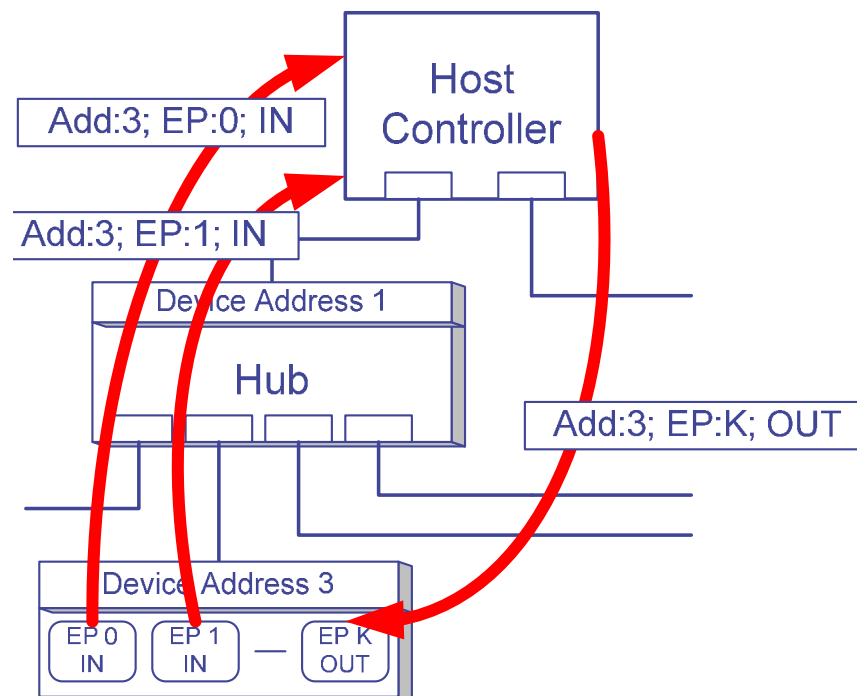 Host
Controller
Add:3; EP:0; IN
Add:3; EP:1; IN
Device Address 1
Hub
Add:3; EP:K; OUT
Device Address 3
EP 0
IN
EP 1
IN
—
EP K
OUT